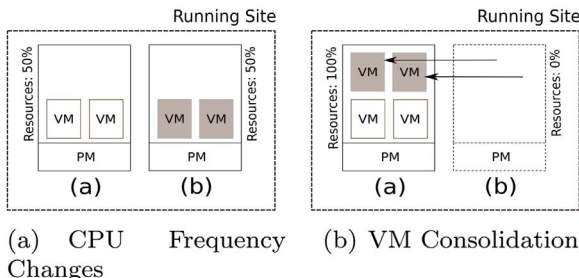 Running Site
Resources: 50%
VM VM
PM
(a)
VM VM
PM
(b)
Resources: 50%
(a) CPU Frequency
Changes
Running Site
Resources: 100%
VM VM
VM VM
PM
(a)
PM
(b)
Resources: 0%
(b) VM Consolidation